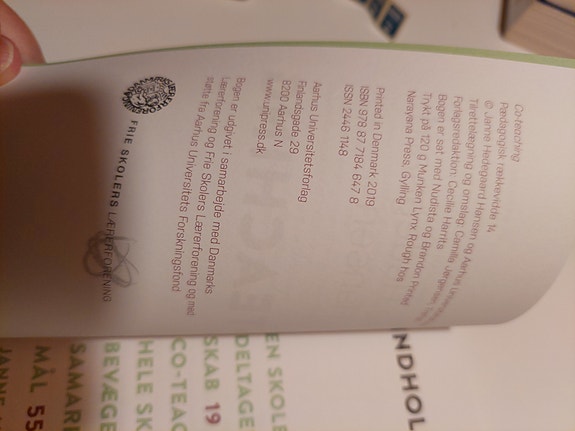 Co-teaching
Pædagogisk rækkevidde 14
© Janne Hedegaard Hansen og Aarhus
Tilrettelægning og omslag: Camilla Jørgensen
Forlagsredaktion: Cecilie Harrits
Bogen er sat med Nudista og Brandon Printed
Trykt på 120 g Munken Lynx Rough hos
Narayana Press, Gylling
Printed in Denmark 2019
ISBN 978 87 7184 647 8
ISSN 2446 1148
Aarhus Universitetsforlag
Finlandsgade 29
8200 Aarhus N
www.unipress.dk
Bogen er udgivet i samarbejde med Danmarks
Lærerforening og Frie Skolers Lærerforening og med
støtte fra Aarhus Universitets Forskningsfond
FRIE SKOLERS LÆRERFORENING
INDHOL
EN SKOLE
DELTAGE
SKAB 19
CO-TEAC
HELE SK
BEVÆGE
SAMAR
MÅL 55
JANNE